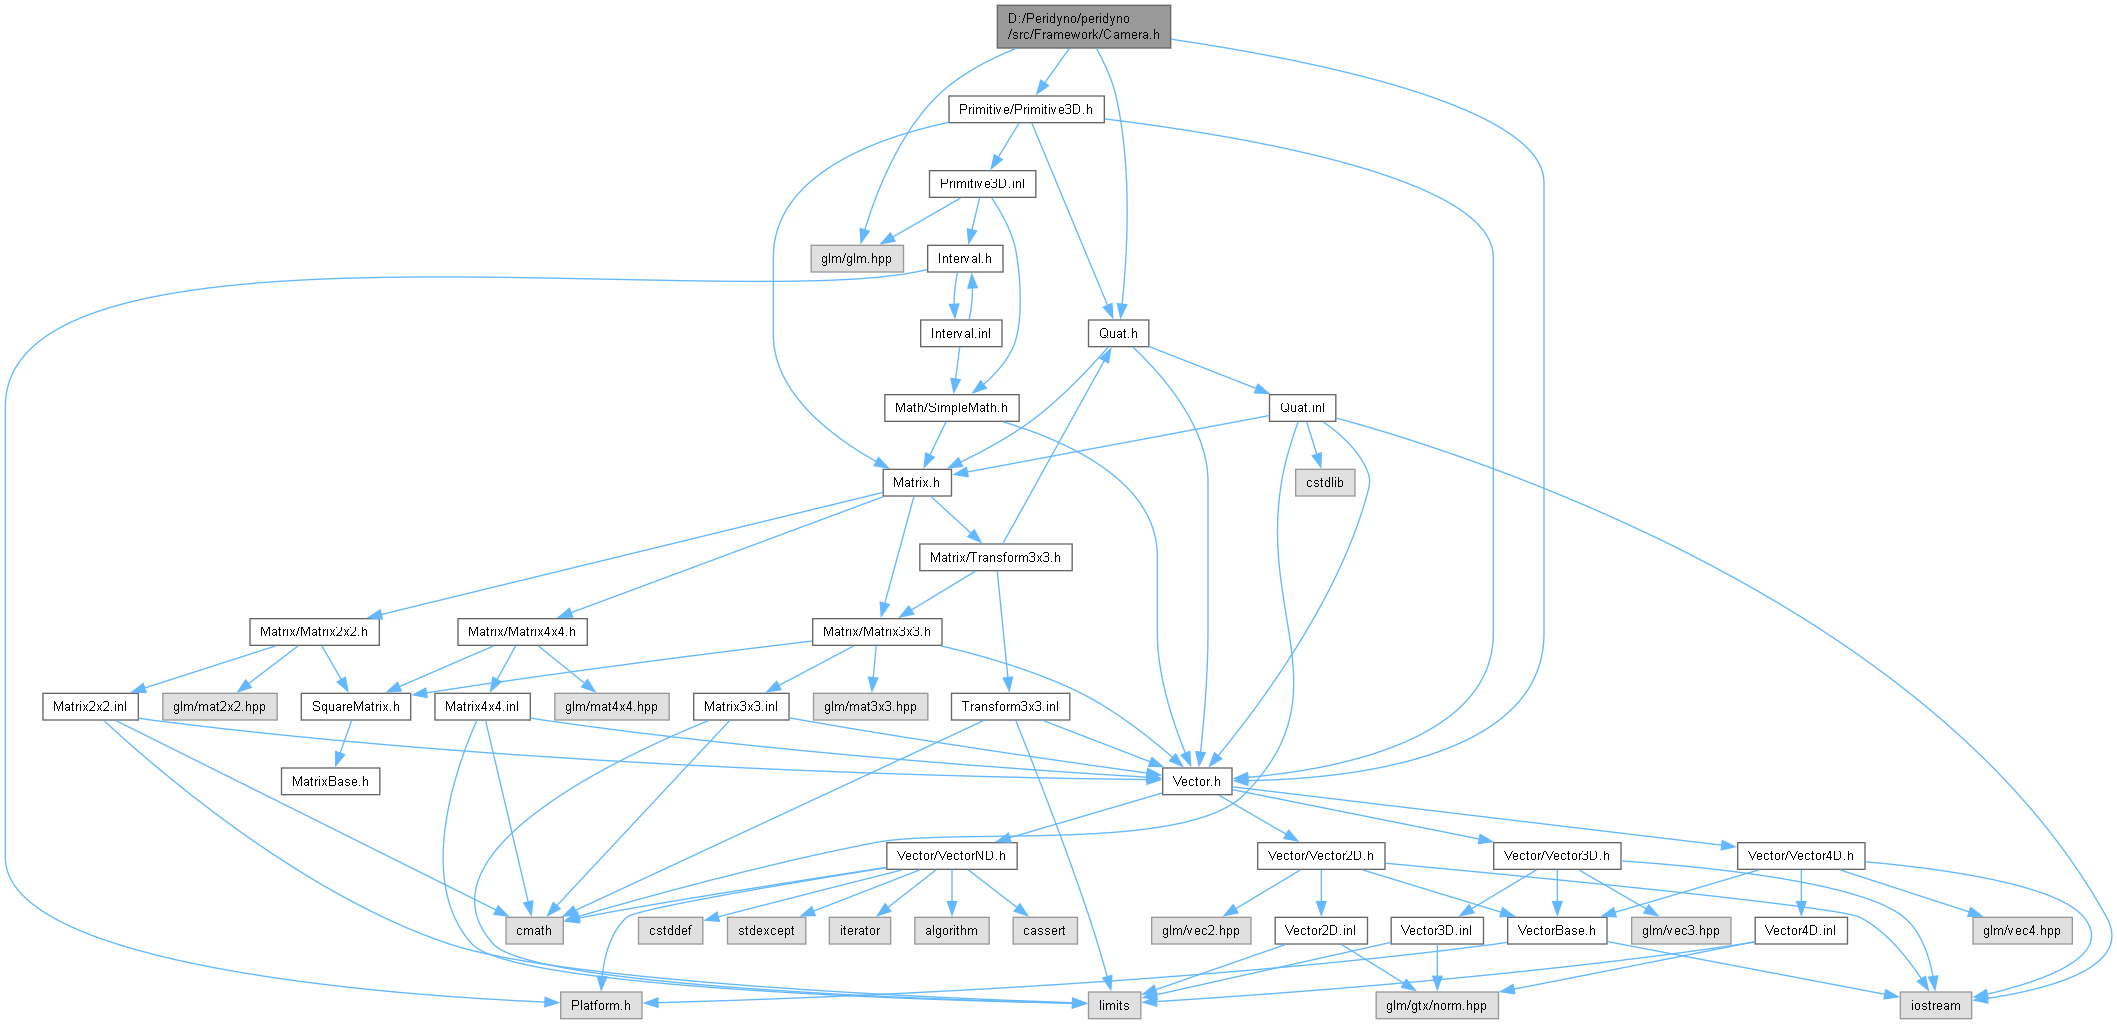 D:/Peridyno/peridyno
/src/Framework/Camera.h
Primitive/Primitive3D.h
Primitive3D.inl
glm/glm.hpp
Interval.h
Interval.inl
Quat.h
Math/SimpleMath.h
Quat.inl
Matrix.h
cstdlib
Matrix/Transform3x3.h
Matrix/Matrix2x2.h
Matrix/Matrix4x4.h
Matrix/Matrix3x3.h
Matrix2x2.inl
glm/mat2x2.hpp
SquareMatrix.h
Matrix4x4.inl
glm/mat4x4.hpp
Matrix3x3.inl
glm/mat3x3.hpp
Transform3x3.inl
MatrixBase.h
Vector.h
Vector/VectorND.h
Vector/Vector2D.h
Vector/Vector3D.h
Vector/Vector4D.h
cmath
cstddef
stdexcept
iterator
algorithm
cassert
glm/vec2.hpp
Vector2D.inl
Vector3D.inl
VectorBase.h
glm/vec3.hpp
Vector4D.inl
glm/vec4.hpp
Platform.h
limits
glm/gtx/norm.hpp
iostream